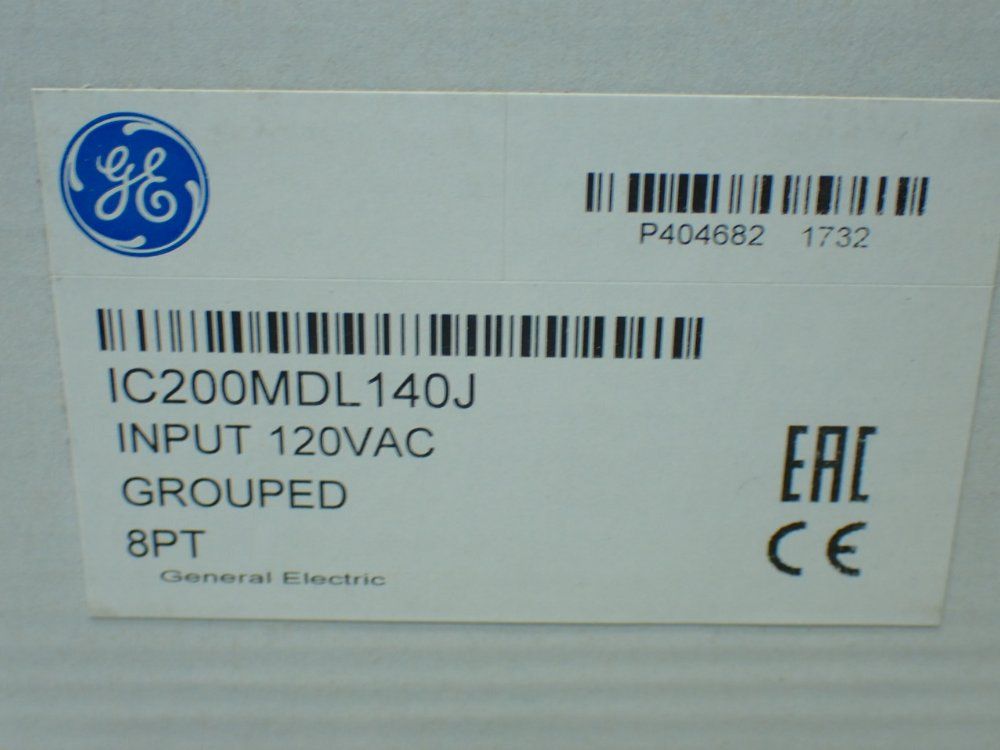 GE
P404682 1732
IC200MDL140J
INPUT 120VAC
GROUPED
8PT
General Electric
EAC
CE